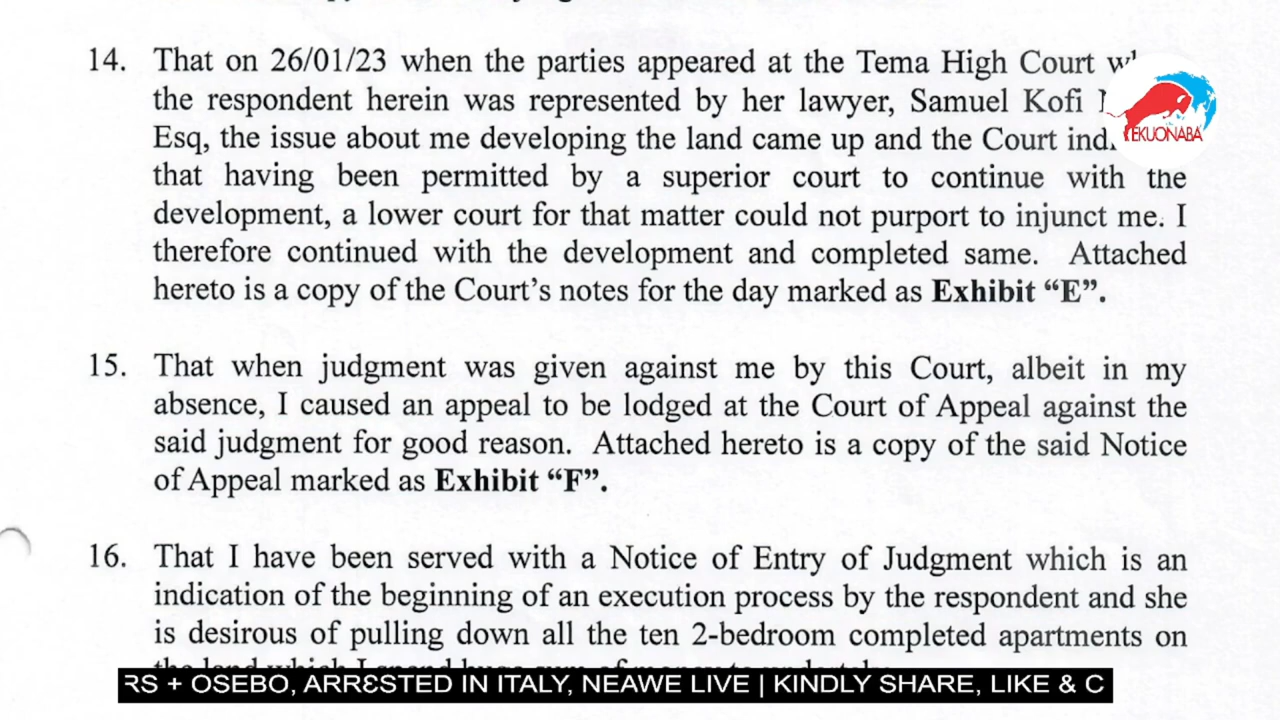 14. That on 26/01/23 when the parties appeared at the Tema High Court
the respondent herein was represented by her lawyer, Samuel Kofi
Esq, the issue about me developing the land came up and the Court
that having been permitted by a superior court to continue with the
development, a lower court for that matter could not purport to injunct me. I
therefore continued with the development and completed same. Attached
hereto is a copy of the Court's notes for the day marked as Exhibit “E”.
EKUONABA
15. That when judgment was given against me by this Court, albeit in my
absence, I caused an appeal to be lodged at the Court of Appeal against the
said judgment for good reason. Attached hereto is a copy of the said Notice
of Appeal marked as Exhibit “F”.
16. That I have been served with a Notice of Entry of Judgment which is an
indication of the beginning of an execution process by the respondent and she
is desirous of pulling down all the ten 2-bedroom completed apartments on
RS + OSEBO, ARRƐSTED IN ITALY, NEAWE LIVE | KINDLY SHARE, LIKE & C